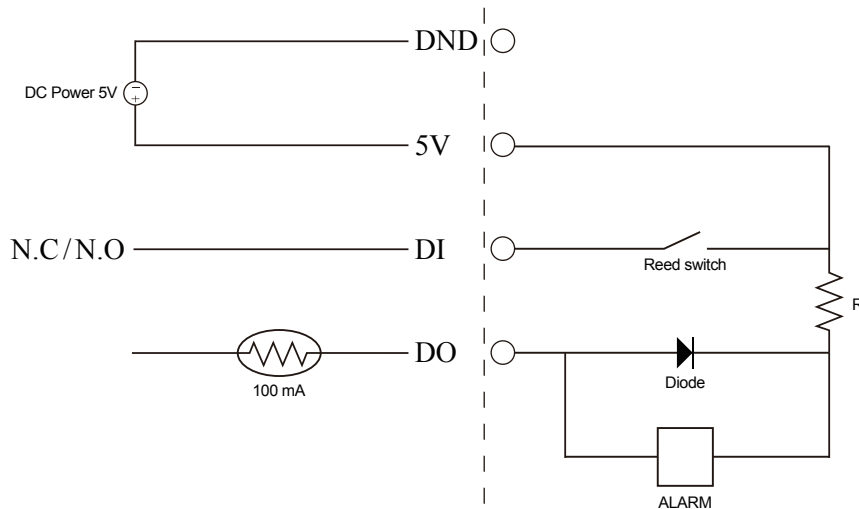 DND
DC Power 5V
5V
N.C/N.O
DI
Reed switch
R
DO
100 mA
Diode
ALARM